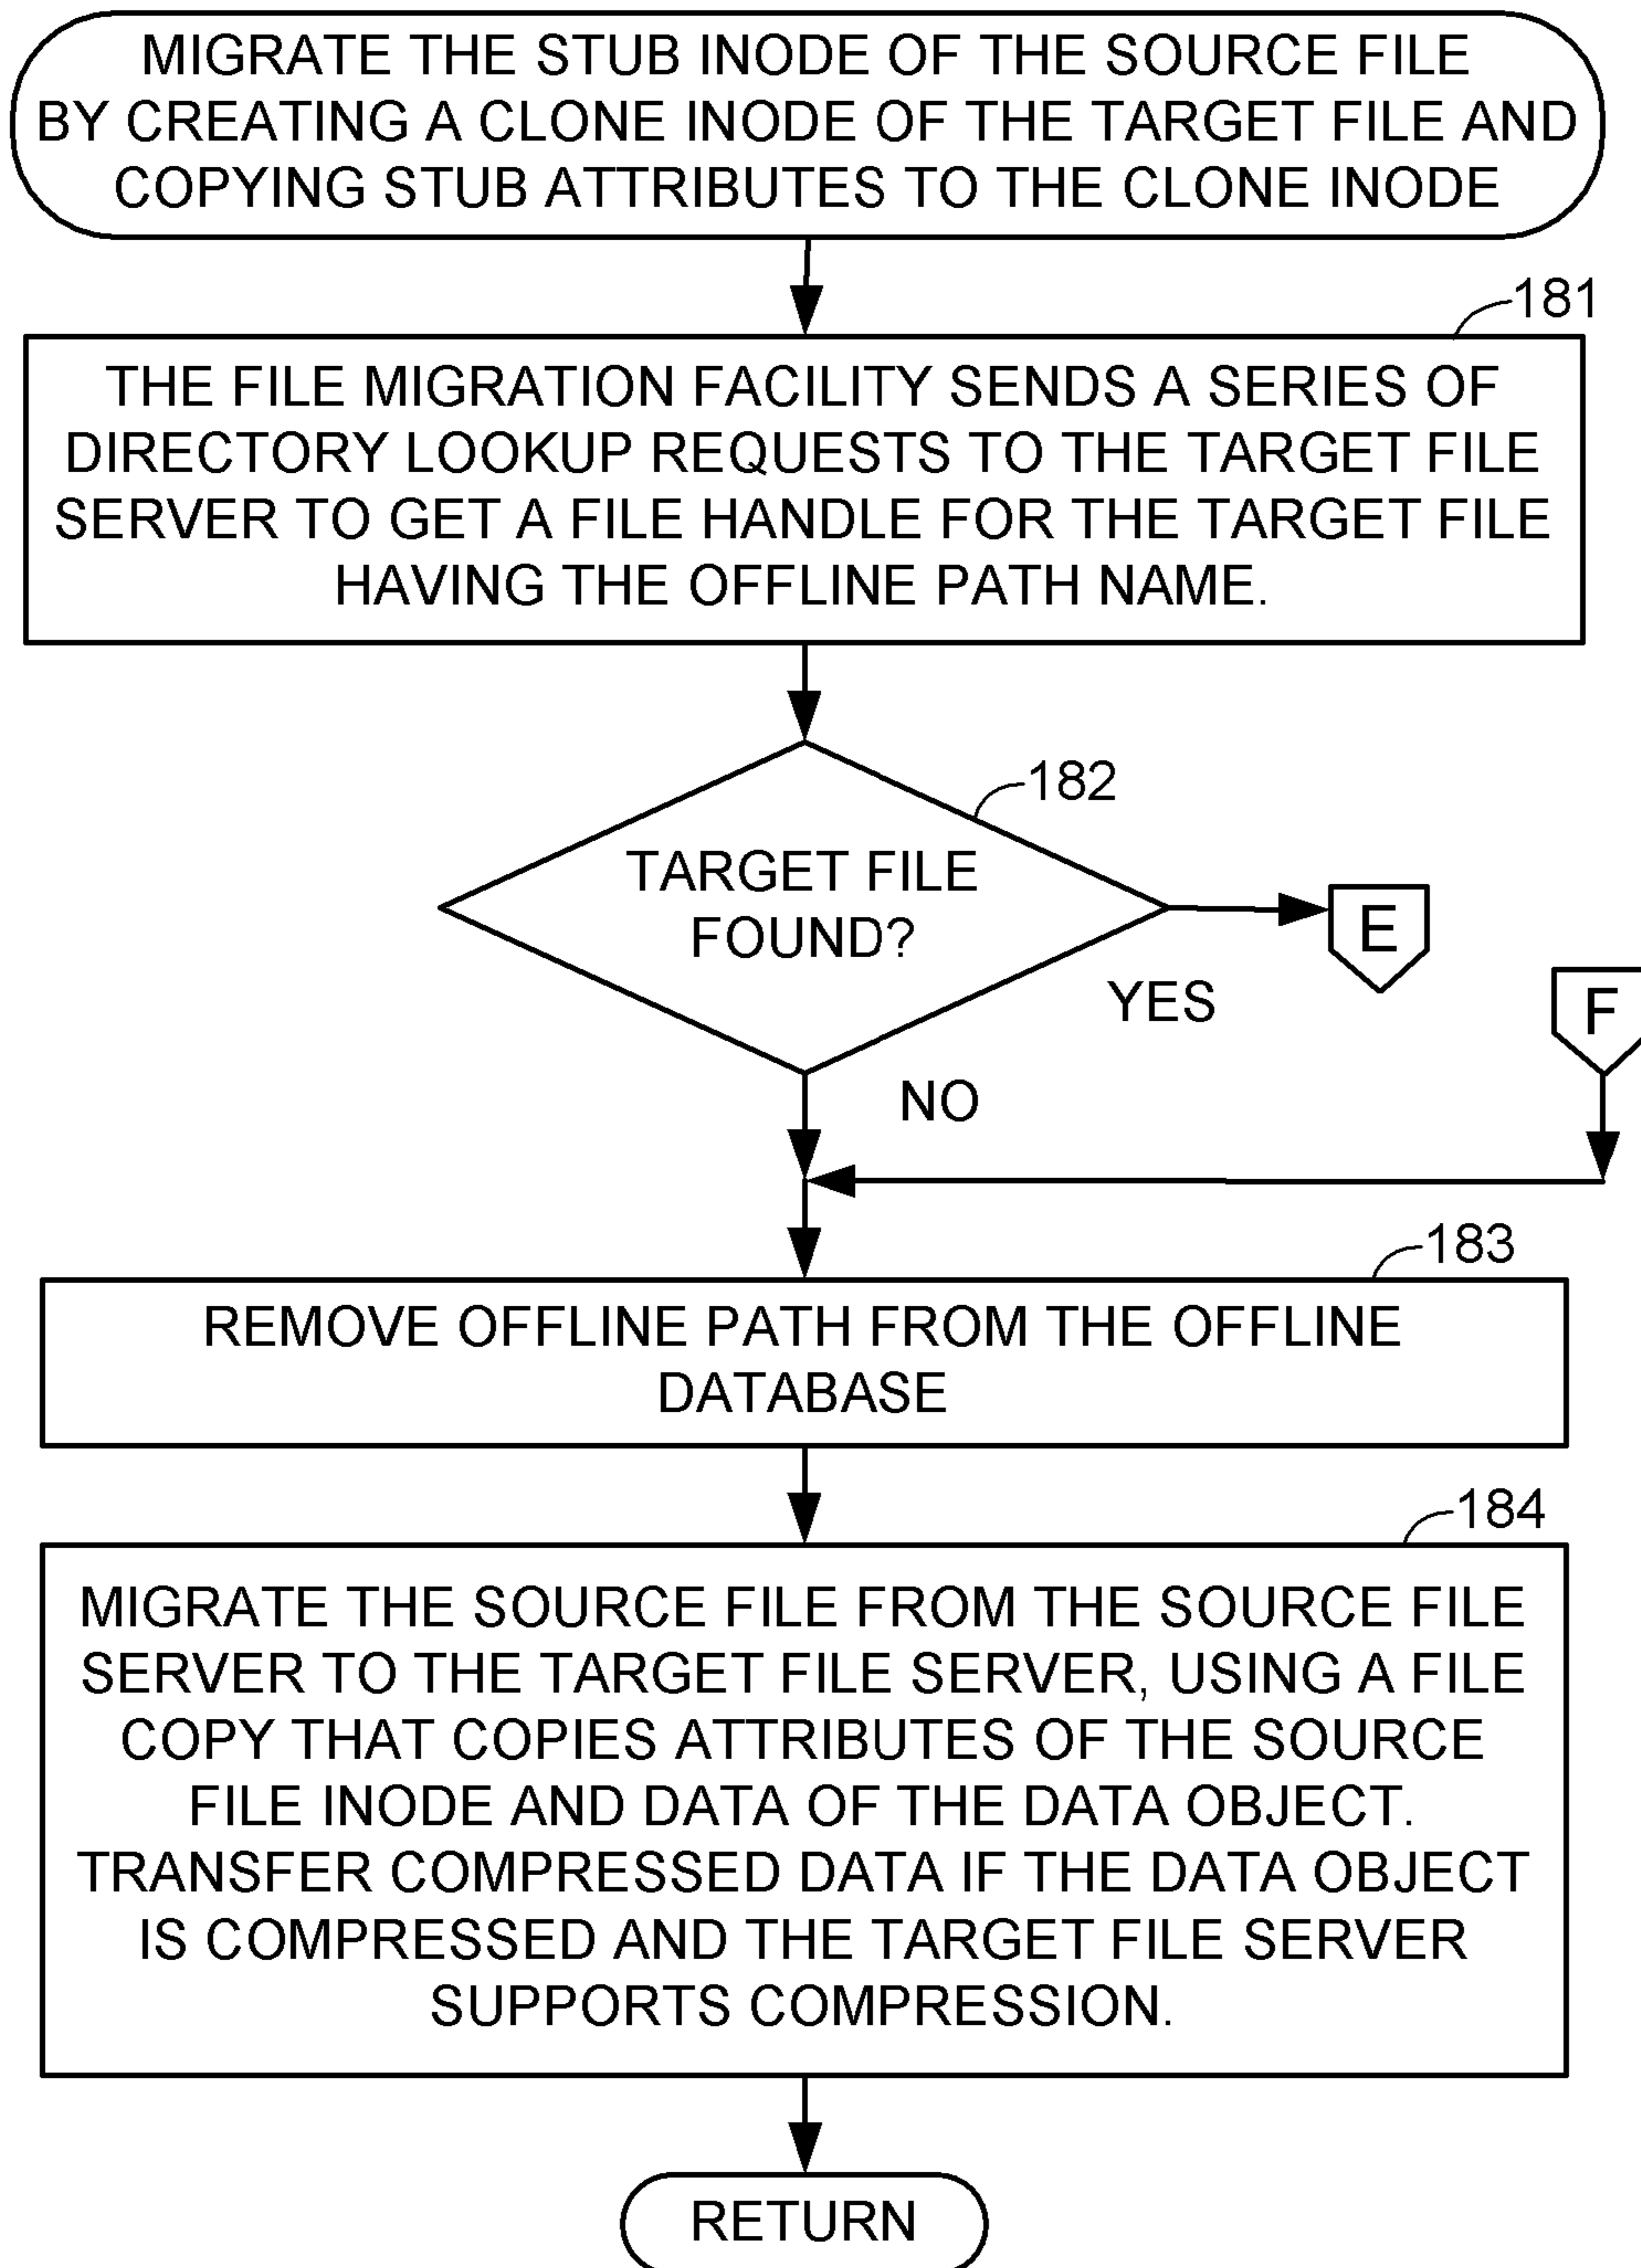 MIGRATE THE STUB INODE OF THE SOURCE FILE
BY CREATING A CLONE INODE OF THE TARGET FILE AND
COPYING STUB ATTRIBUTES TO THE CLONE INODE
181
THE FILE MIGRATION FACILITY SENDS A SERIES OF
DIRECTORY LOOKUP REQUESTS TO THE TARGET FILE
SERVER TO GET A FILE HANDLE FOR THE TARGET FILE
HAVING THE OFFLINE PATH NAME.
182
TARGET FILE
FOUND?
E
YES
F
NO
183
REMOVE OFFLINE PATH FROM THE OFFLINE
DATABASE
184
MIGRATE THE SOURCE FILE FROM THE SOURCE FILE
SERVER TO THE TARGET FILE SERVER, USING A FILE
COPY THAT COPIES ATTRIBUTES OF THE SOURCE
FILE INODE AND DATA OF THE DATA OBJECT.
TRANSFER COMPRESSED DATA IF THE DATA OBJECT
IS COMPRESSED AND THE TARGET FILE SERVER
SUPPORTS COMPRESSION.
RETURN